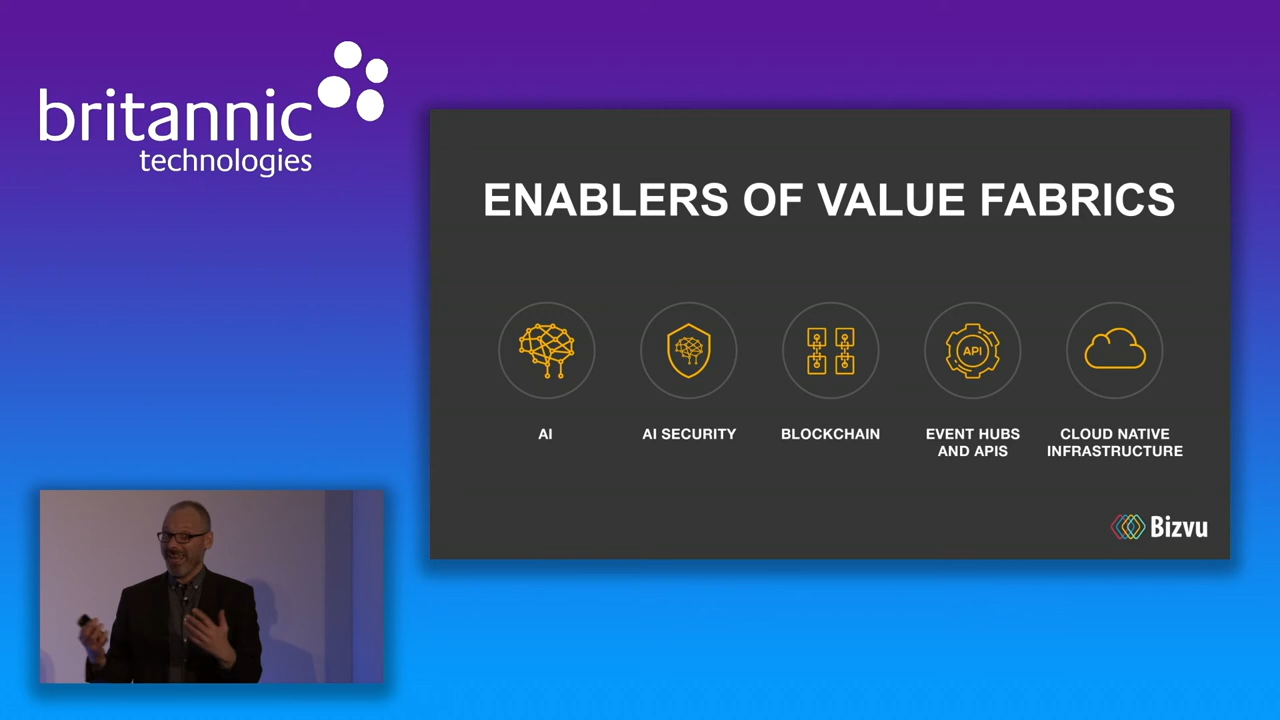 britannic
technologies
ENABLERS OF VALUE FABRICS
API
AI
AI SECURITY
BLOCKCHAIN
EVENT HUBS
AND APIS
CLOUD NATIVE
INFRASTRUCTURE
Bizvu